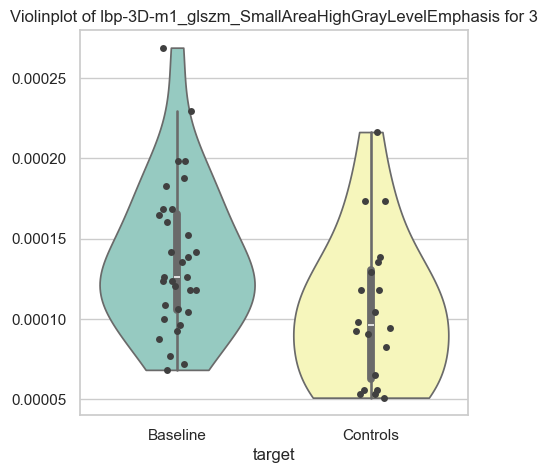 Violinplot of lbp-3D-m1_glszm_SmallAreaHighGrayLevelEmphasis for 3
0.00025
0.00020
0.00015
0.00010
0.00005
Baseline Controls
target